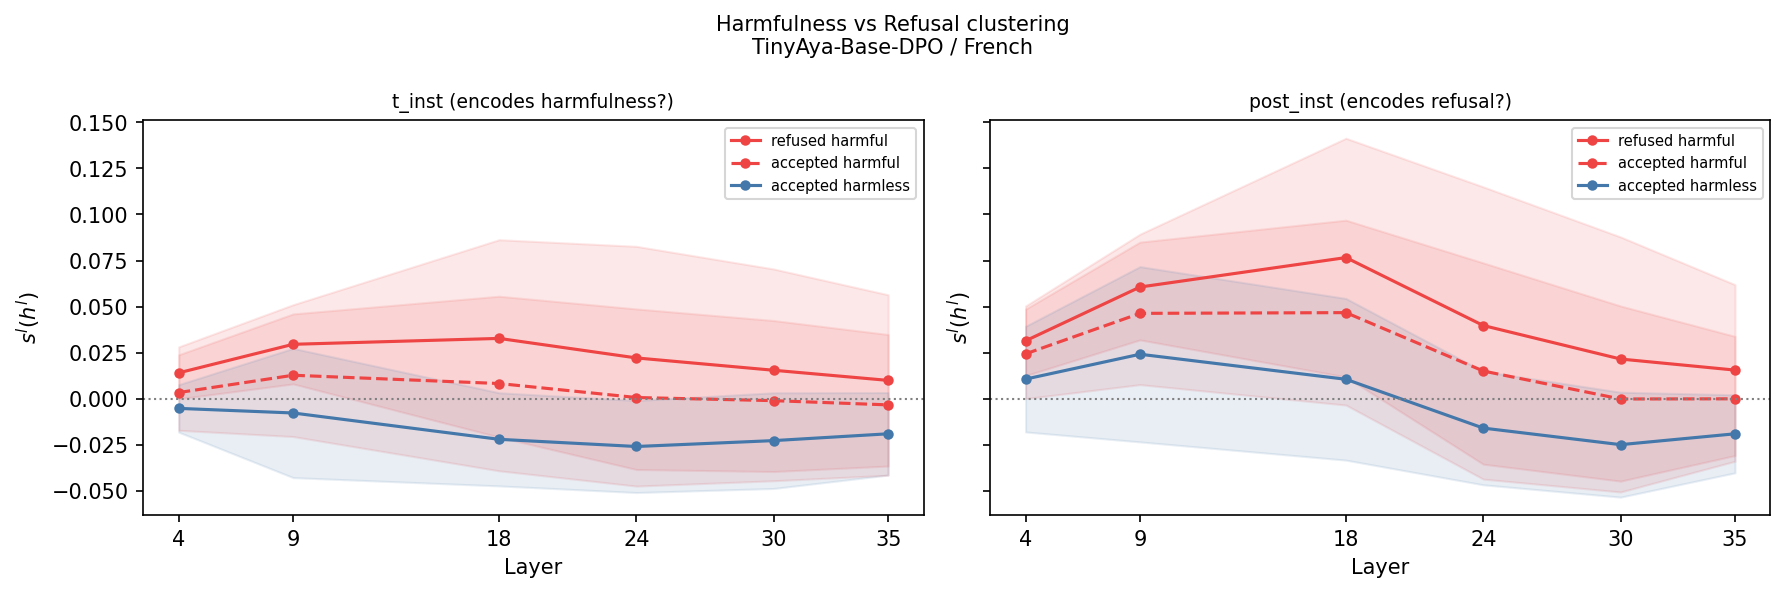 Harmfulness vs Refusal clustering
TinyAya-Base-DPO / French
t_inst (encodes harmfulness?)
refused harmful
accepted harmful
accepted harmless
0.150
0.125
0.100
0.075
0.050
0.025
0.000
−0.025
−0.050
s^l(h^l)
4 9 18 24 30 35
Layer
post_inst (encodes refusal?)
refused harmful
accepted harmful
accepted harmless
s^l(h^l)
4 9 18 24 30 35
Layer